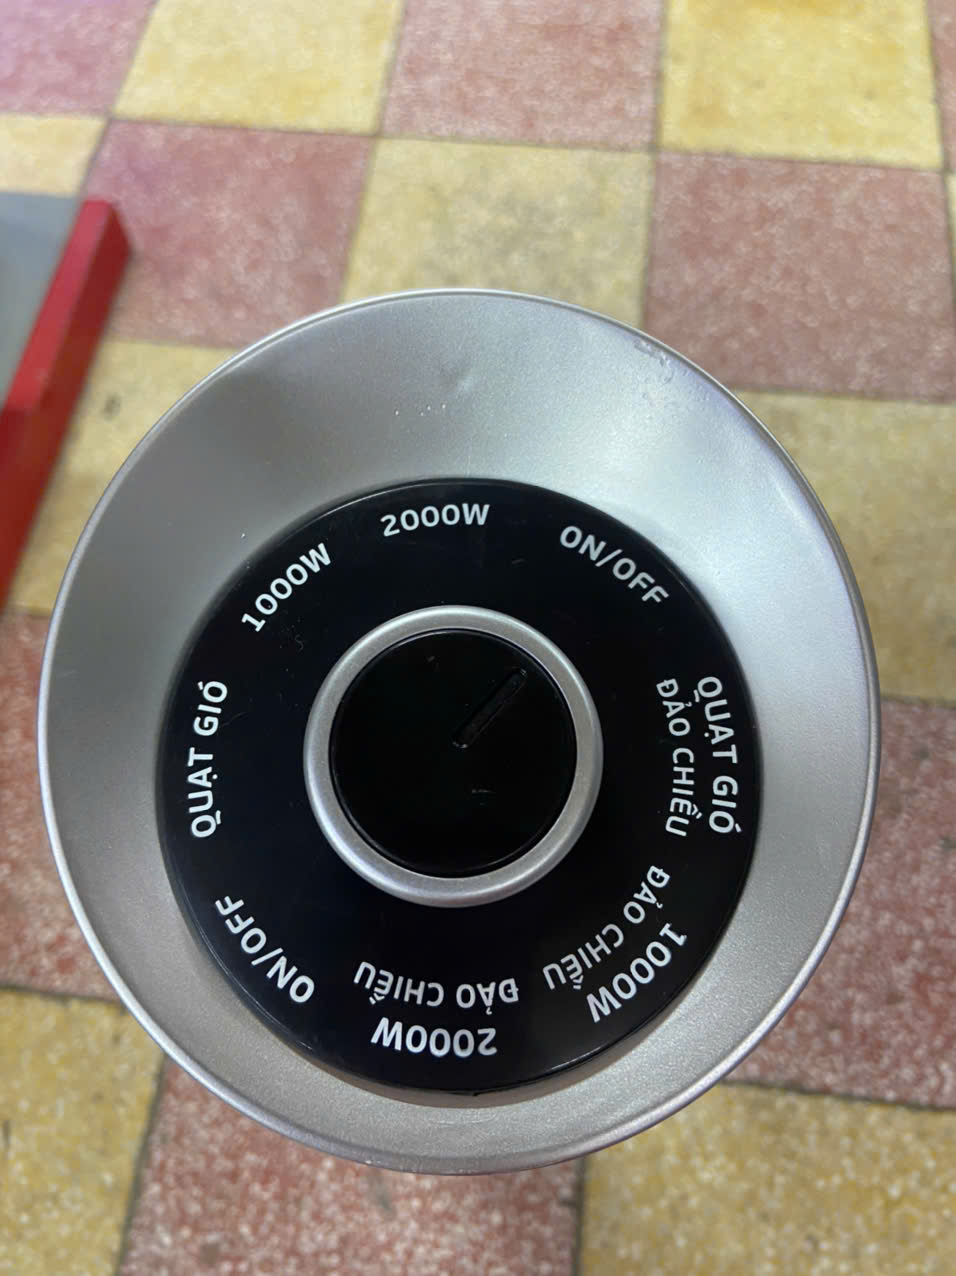 ON/OFF
QUẠT GIÓ
1000W
2000W
ON/OFF
QUẠT GIÓ
ĐẢO CHIỀU
1000W
ĐẢO CHIỀU
2000W
ĐẢO CHIỀU